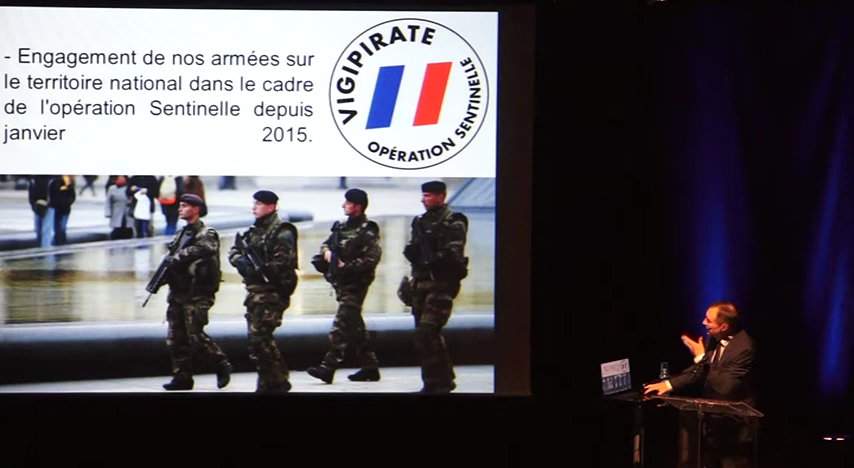 - Engagement de nos armées sur
le territoire national dans le cadre
de l'opération Sentinelle depuis
janvier 2015.
VIGIPIRATE
OPÉRATION SENTINELLE